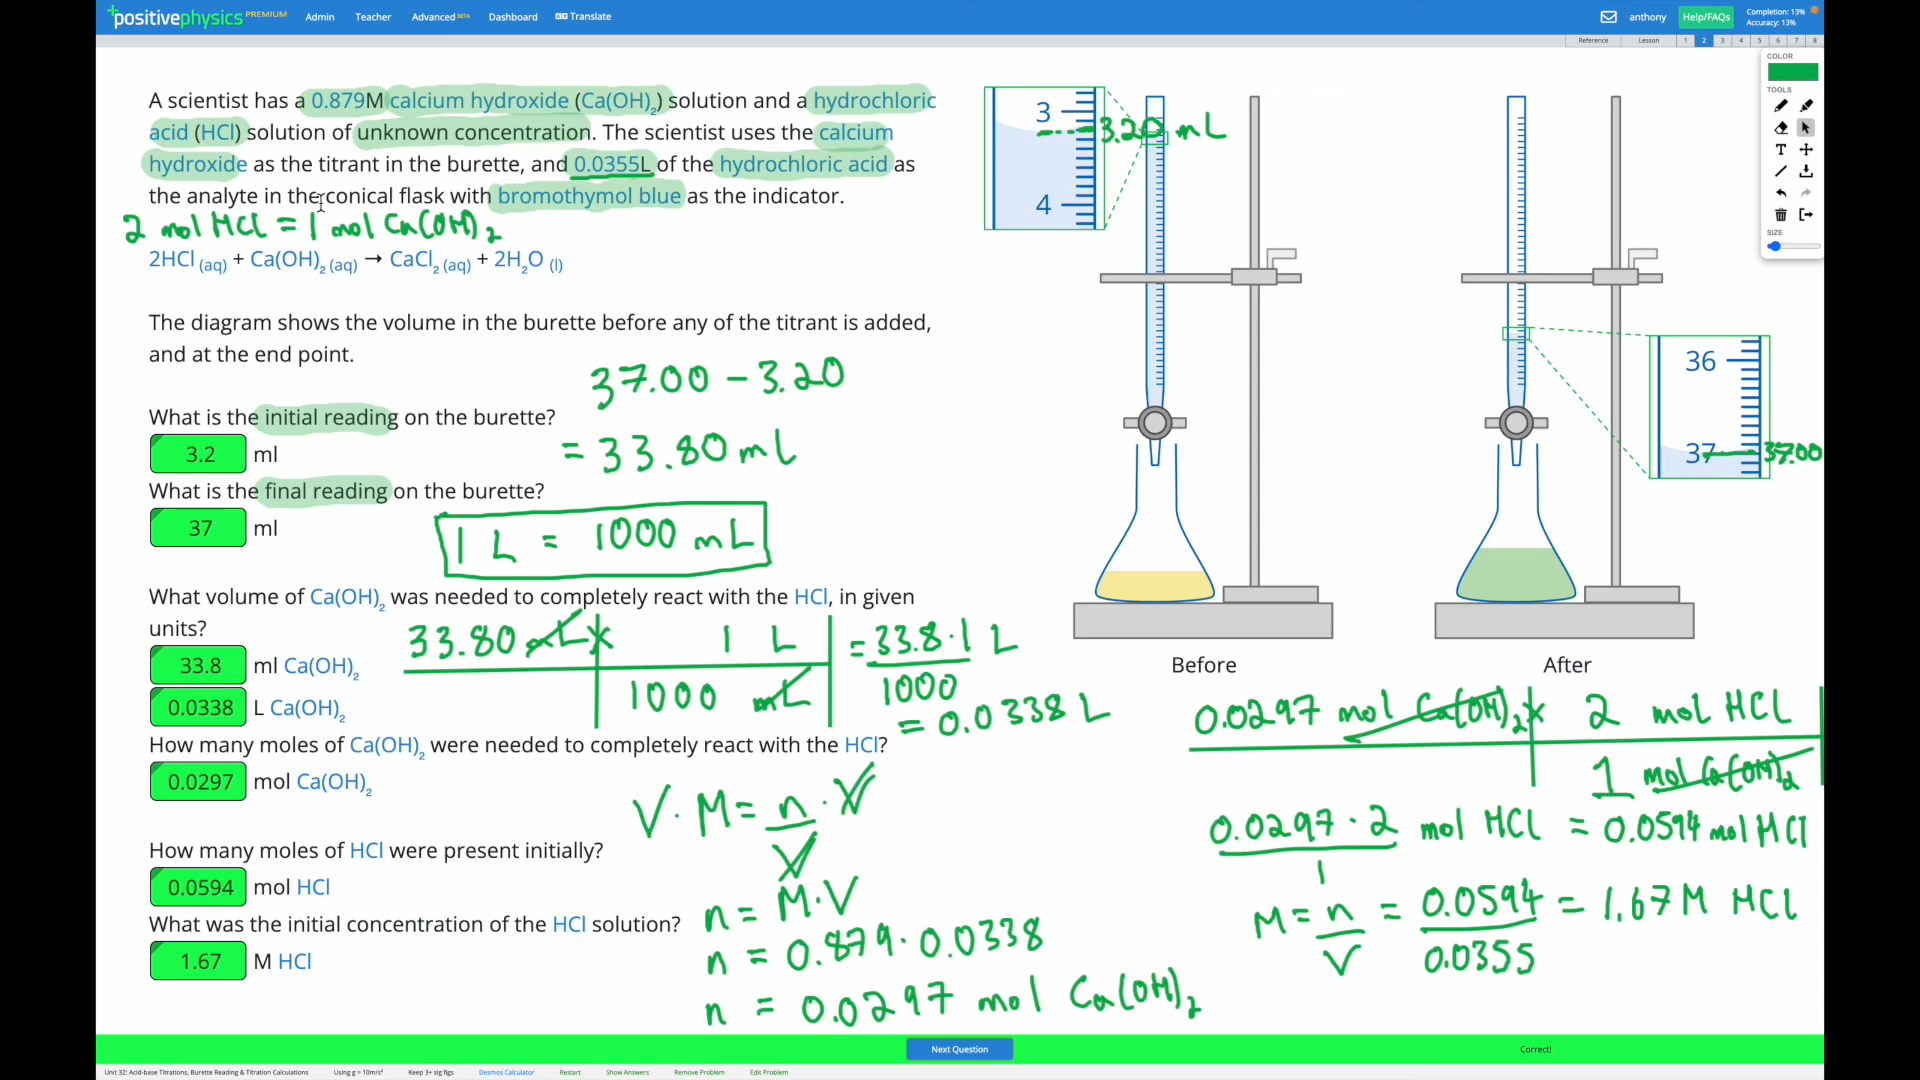 positivephysics PREMIUM Admin Teacher Advanced BETA Dashboard Translate anthony Help/FAQs Completion: 13% Accuracy: 13%
Reference Lesson 1 2 3 4 5 6 7 8
A scientist has a 0.879M calcium hydroxide (Ca(OH)₂) solution and a hydrochloric
acid (HCl) solution of unknown concentration. The scientist uses the calcium
hydroxide as the titrant in the burette, and 0.0355L of the hydrochloric acid as
the analyte in the conical flask with bromothymol blue as the indicator.
2 mol HCl = 1 mol Ca(OH)₂
2HCl (aq) + Ca(OH)₂ (aq) → CaCl₂ (aq) + 2H₂O (l)
The diagram shows the volume in the burette before any of the titrant is added,
and at the end point.
37.00 - 3.20
= 33.80 mL
What is the initial reading on the burette?
3.2 ml
What is the final reading on the burette?
37 ml
1 L = 1000 mL
What volume of Ca(OH)₂ was needed to completely react with the HCl, in given
units?
33.8 ml Ca(OH)₂
0.0338 L Ca(OH)₂
33.80 mL x 1 L = 33.8·1 L
1000 mL 1000
= 0.0338 L
How many moles of Ca(OH)₂ were needed to completely react with the HCl?
0.0297 mol Ca(OH)₂
V·M = n·V
V
How many moles of HCl were present initially?
0.0594 mol HCl
What was the initial concentration of the HCl solution?
1.67 M HCl
n = M·V
n = 0.879·0.0338
n = 0.0297 mol Ca(OH)₂
3
3.20 mL
4
36
37 37.00
Before After
0.0297 mol Ca(OH)₂ x 2 mol HCl
1 mol Ca(OH)₂
0.0297·2 mol HCl = 0.0594 mol HCl
1
M = n = 0.0594 = 1.67M HCl
V 0.0355
COLOR
TOOLS
T
SIZE
Next Question Correct!
Unit 32: Acid-base Titrations, Burette Reading & Titration Calculations Using g = 10m/s² Keep 3+ sig figs Desmos Calculator Restart Show Answers Remove Problem Edit Problem